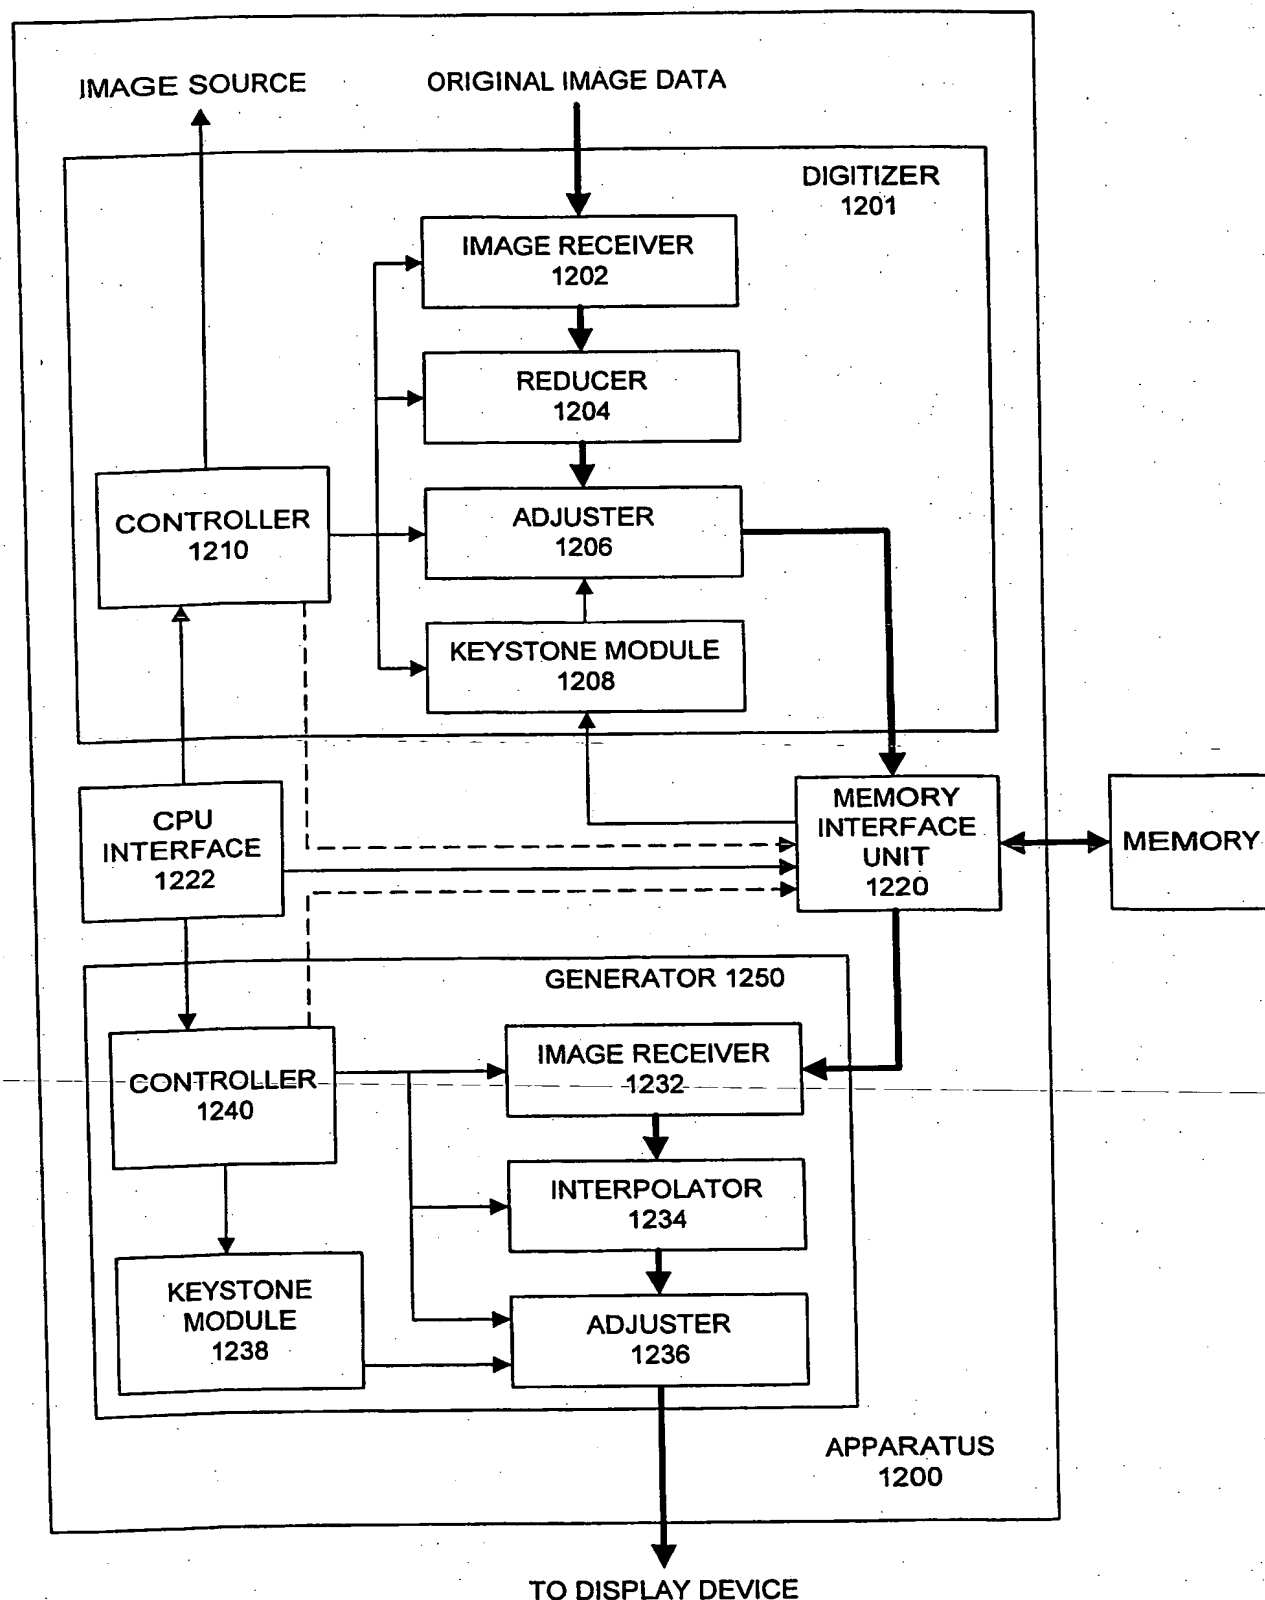 IMAGE SOURCE
ORIGINAL IMAGE DATA
DIGITIZER
1201
IMAGE RECEIVER
1202
REDUCER
1204
CONTROLLER
1210
ADJUSTER
1206
KEYSTONE MODULE
1208
CPU
INTERFACE
1222
MEMORY
INTERFACE
UNIT
1220
MEMORY
GENERATOR 1250
CONTROLLER
1240
IMAGE RECEIVER
1232
INTERPOLATOR
1234
KEYSTONE
MODULE
1238
ADJUSTER
1236
APPARATUS
1200
TO DISPLAY DEVICE